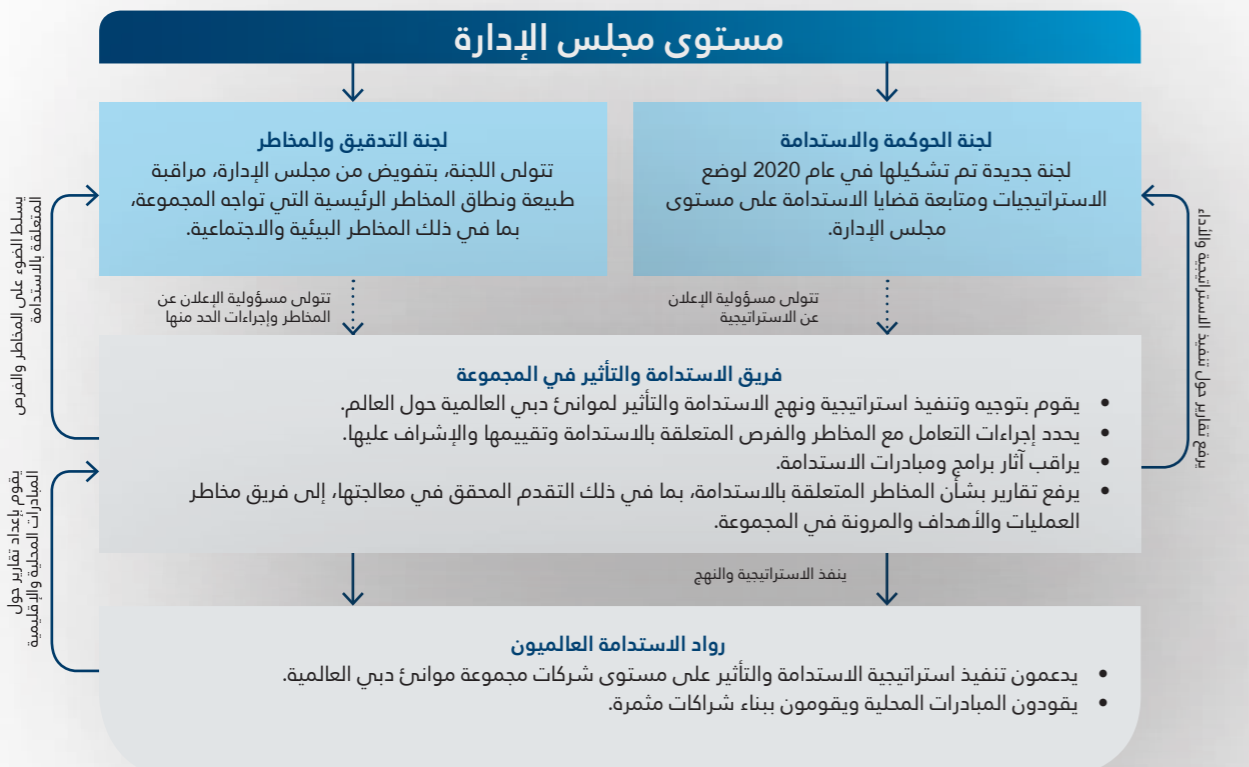 مستوى مجلس الإدارة
لجنة الحوكمة والاستدامة
لجنة جديدة تم تشكيلها في عام 2020 لوضع
الاستراتيجيات ومتابعة قضايا الاستدامة على مستوى
مجلس الإدارة.
لجنة التدقيق والمخاطر
تتولى اللجنة، بتفويض من مجلس الإدارة، مراقبة
طبيعة ونطاق المخاطر الرئيسية التي تواجه المجموعة،
بما في ذلك المخاطر البيئية والاجتماعية.
يرفع تقارير حول تنفيذ الاستراتيجية والأداء
يسلط الضوء على المخاطر والفرص
المتعلقة بالاستدامة
تتولى مسؤولية الإعلان
عن الاستراتيجية
تتولى مسؤولية الإعلان عن
المخاطر وإجراءات الحد منها
فريق الاستدامة والتأثير في المجموعة
• يقوم بتوجيه وتنفيذ استراتيجية ونهج الاستدامة والتأثير لموانئ دبي العالمية حول العالم.
• يحدد إجراءات التعامل مع المخاطر والفرص المتعلقة بالاستدامة وتقييمها والإشراف عليها.
• يراقب آثار برامج ومبادرات الاستدامة.
• يرفع تقارير بشأن المخاطر المتعلقة بالاستدامة، بما في ذلك التقدم المحقق في معالجتها، إلى فريق مخاطر
العمليات والأهداف والمرونة في المجموعة.
يقوم بإعداد تقارير حول
المبادرات المحلية والإقليمية
ينفذ الاستراتيجية والنهج
رواد الاستدامة العالميون
• يدعمون تنفيذ استراتيجية الاستدامة والتأثير على مستوى شركات مجموعة موانئ دبي العالمية.
• يقودون المبادرات المحلية ويقومون ببناء شراكات مثمرة.